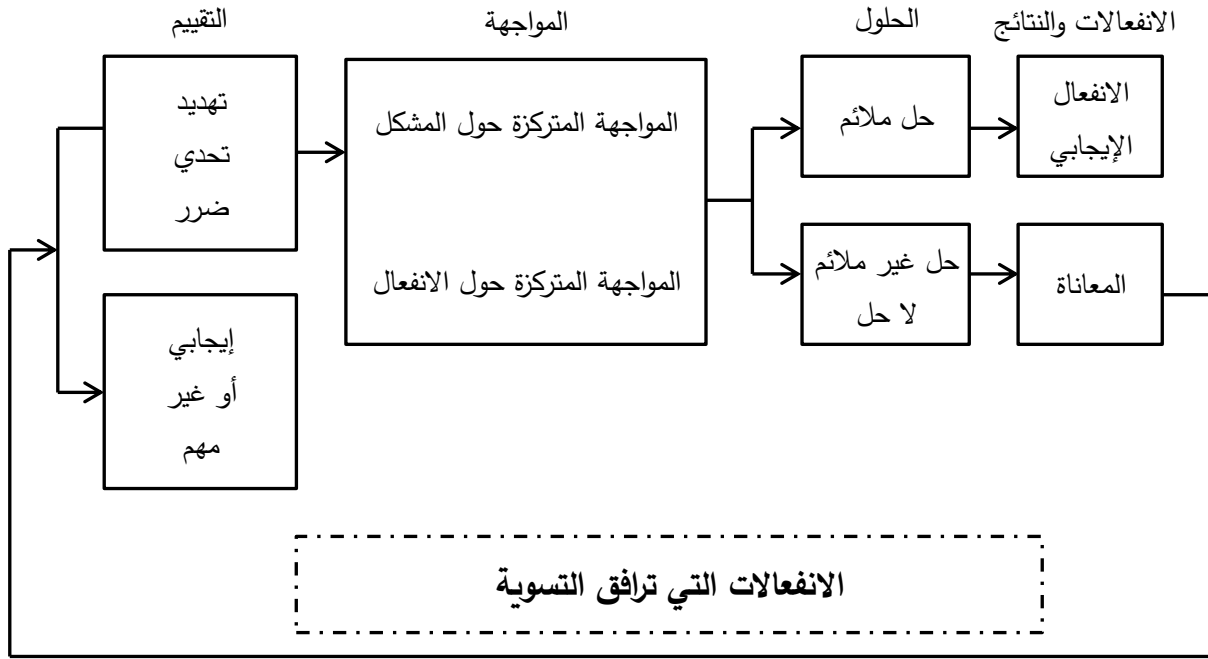 التقييم
المواجهة
الحلول
الانفعالات والنتائج
تهديد
تحدي
ضرر
المواجهة المتركزة حول المشكل
المواجهة المتركزة حول الانفعال
حل ملائم
الانفعال
الإيجابي
حل غير ملائم
لا حل
المعاناة
إيجابي
أو غير
مهم
الانفعالات التي ترافق التسوية